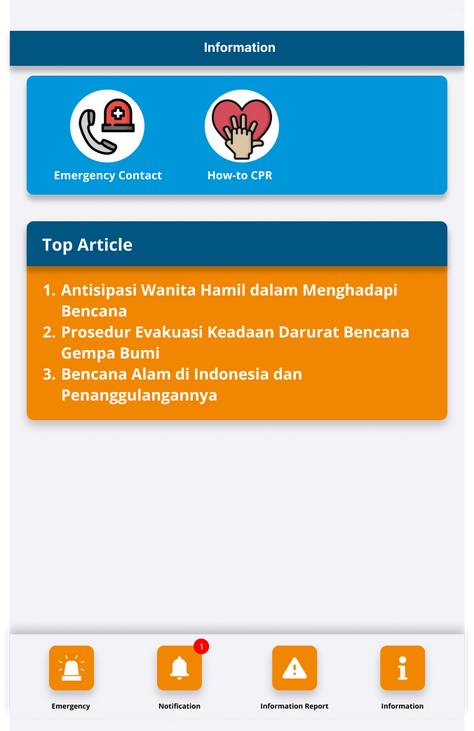 Information
Emergency Contact
How-to CPR
Top Article
1. Antisipasi Wanita Hamil dalam Menghadapi
Bencana
2. Prosedur Evakuasi Keadaan Darurat Bencana
Gempa Bumi
3. Bencana Alam di Indonesia dan
Penanggulangannya
1
Emergency
Notification
Information Report
Information